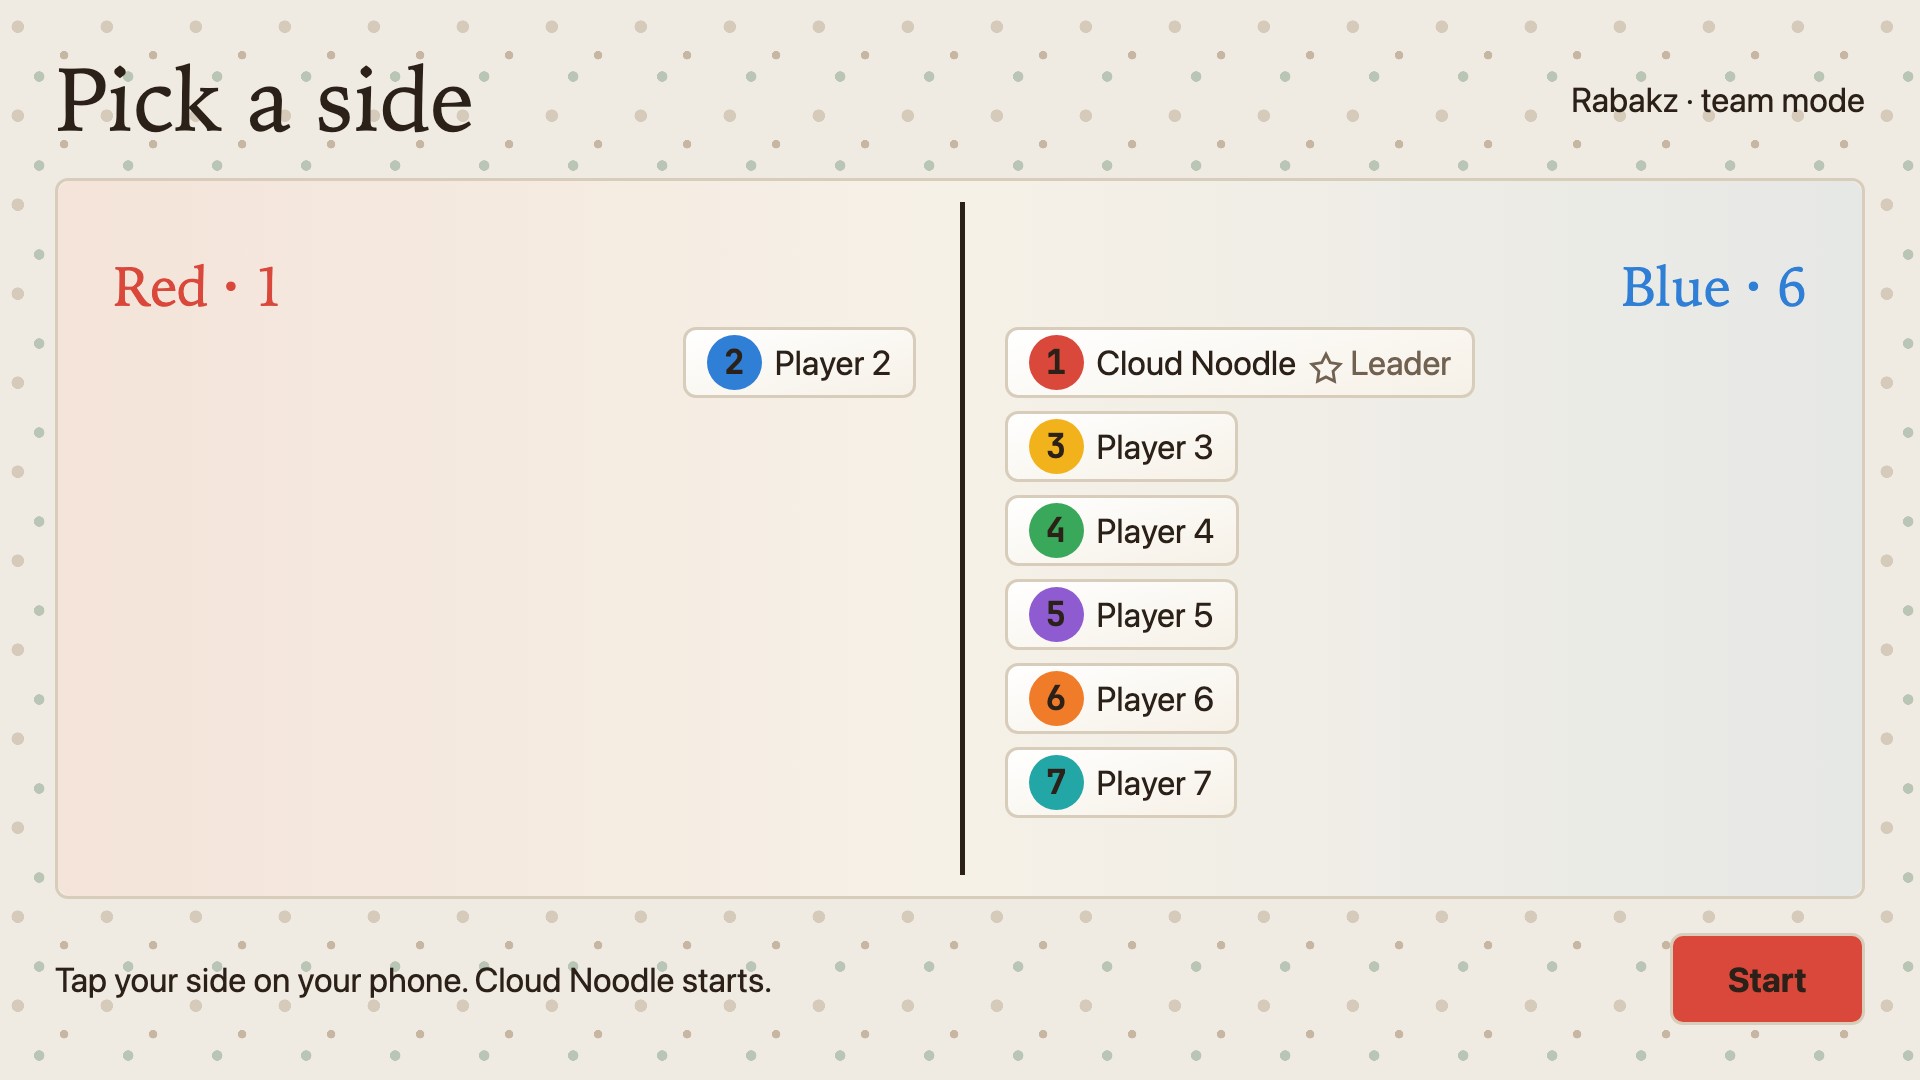 Pick a side
Rabakz · team mode
Red · 1
Blue · 6
2 Player 2
1 Cloud Noodle ☆ Leader
3 Player 3
4 Player 4
5 Player 5
6 Player 6
7 Player 7
Tap your side on your phone. Cloud Noodle starts.
Start